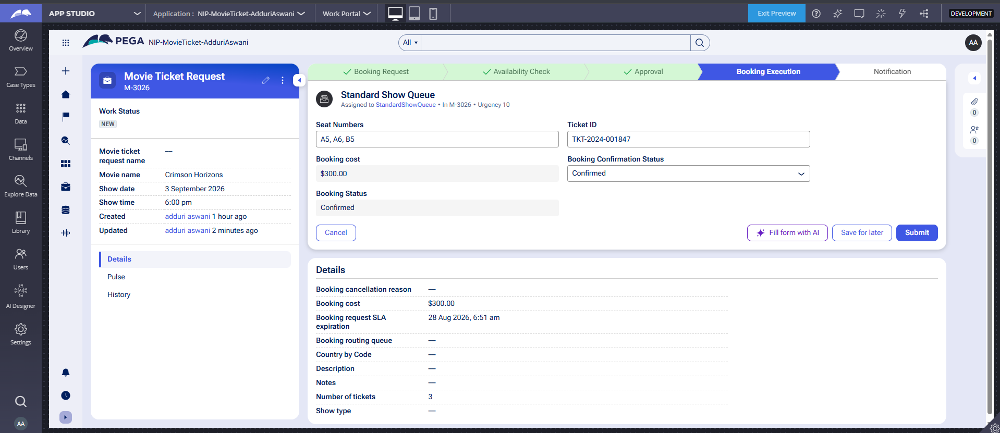 APP STUDIO
Application : NIP-MovieTicket-AdduriAswani
Work Portal
Exit Preview
DEVELOPMENT
Overview
Case Types
Data
Channels
Explore Data
Library
Users
AI Designer
Settings
AA
PEGA NIP-MovieTicket-AdduriAswani
All
AA
Movie Ticket Request
M-3026
Work Status
NEW
Movie ticket request name —
Movie name Crimson Horizons
Show date 3 September 2026
Show time 6:00 pm
Created adduri aswani 1 hour ago
Updated adduri aswani 2 minutes ago
Details
Pulse
History
Booking Request
Availability Check
Approval
Booking Execution
Notification
Standard Show Queue
Assigned to StandardShowQueue • In M-3026 • Urgency 10
Seat Numbers
A5, A6, B5
Ticket ID
TKT-2024-001847
Booking cost
$300.00
Booking Confirmation Status
Confirmed
Booking Status
Confirmed
Cancel
Fill form with AI
Save for later
Submit
Details
Booking cancellation reason —
Booking cost $300.00
Booking request SLA expiration 28 Aug 2026, 6:51 am
Booking routing queue —
Country by Code —
Description —
Notes —
Number of tickets 3
Show type —
0
0